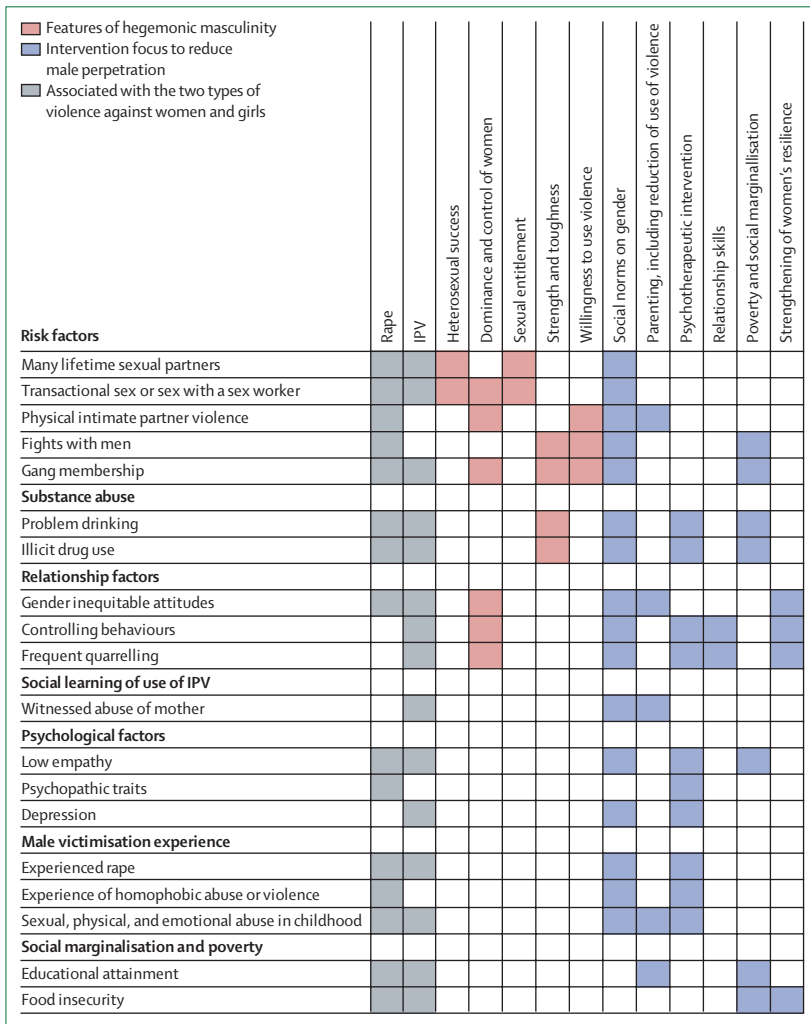 Features of hegemonic masculinity
Intervention focus to reduce
male perpetration
Associated with the two types of
violence against women and girls
Risk factors
Rape
IPV
Heterosexual success
Dominance and control of women
Sexual entitlement
Strength and toughness
Willingness to use violence
Social norms on gender
Parenting, including reduction of use of violence
Psychotherapeutic intervention
Relationship skills
Poverty and social marginallisation
Strengthening of women's resilience
Many lifetime sexual partners
Transactional sex or sex with a sex worker
Physical intimate partner violence
Fights with men
Gang membership
Substance abuse
Problem drinking
Illicit drug use
Relationship factors
Gender inequitable attitudes
Controlling behaviours
Frequent quarrelling
Social learning of use of IPV
Witnessed abuse of mother
Psychological factors
Low empathy
Psychopathic traits
Depression
Male victimisation experience
Experienced rape
Experience of homophobic abuse or violence
Sexual, physical, and emotional abuse in childhood
Social marginalisation and poverty
Educational attainment
Food insecurity